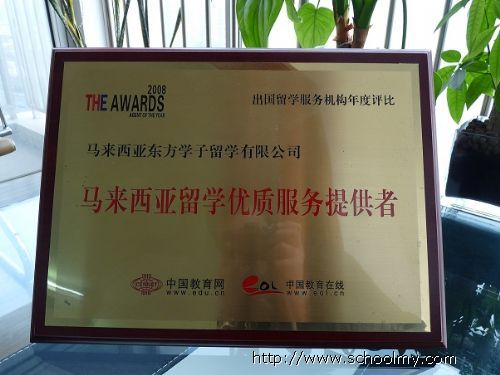 2008
THE AWARDS
AGENT OF THE YEAR
出国留学服务机构年度评比
马来西亚东方学子留学有限公司
马来西亚留学优质服务提供者
中国教育网
www.edu.cn
eol
中国教育在线
www.eol.cn
http://www.schoolmy.com